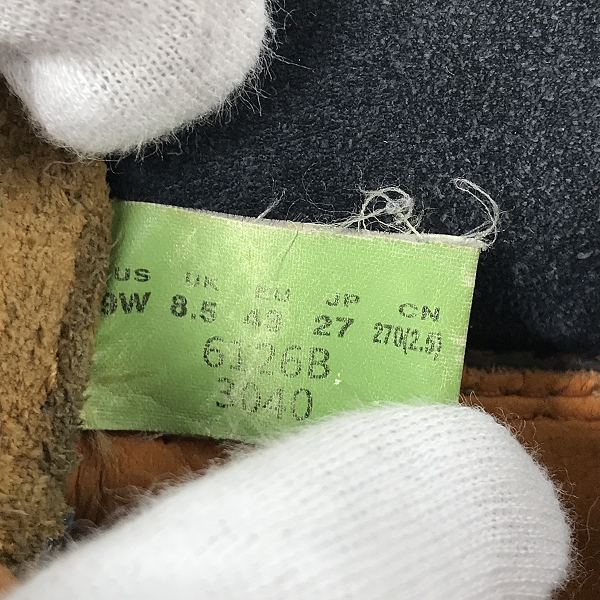 US UK EU JP CN
9W 8.5 43 27 270(2.5)
6126B
3040